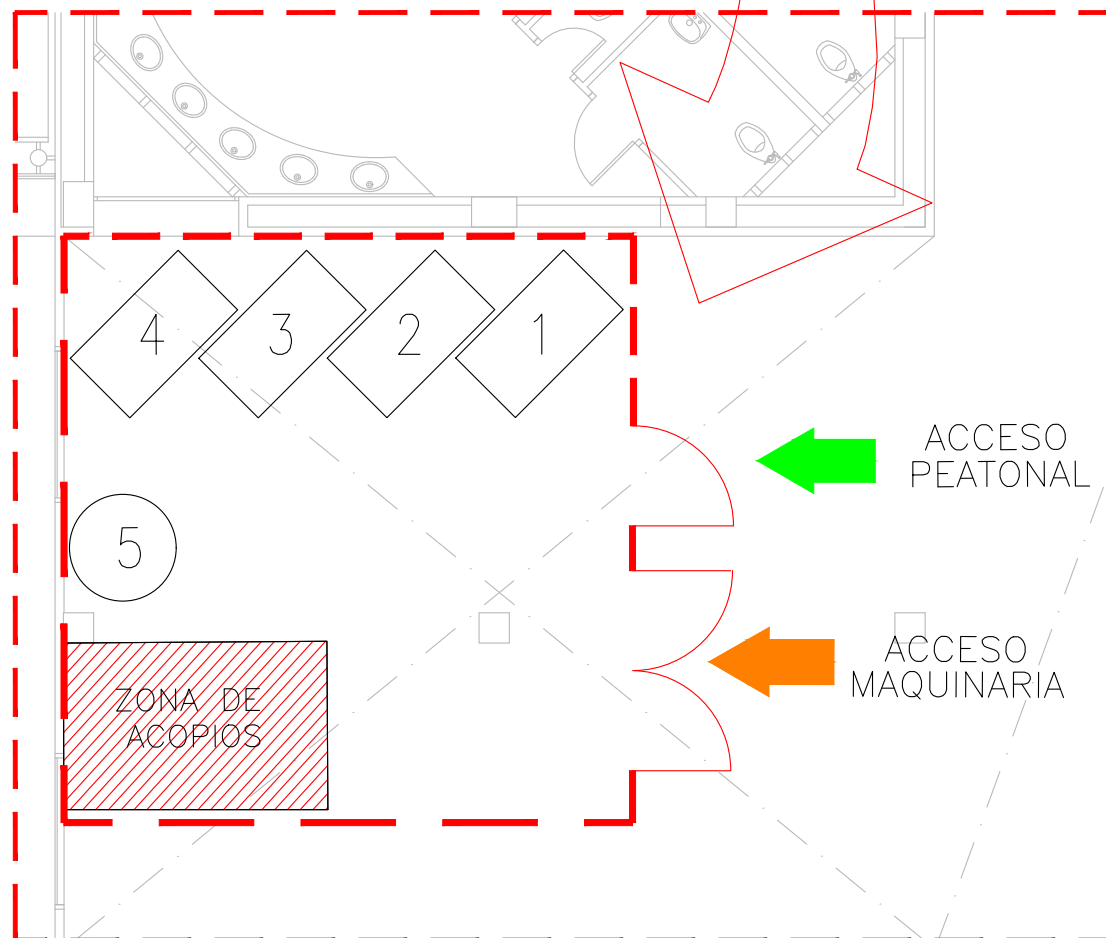 4 3 2 1
ACCESO
PEATONAL
5
ACCESO
MAQUINARIA
ZONA DE
ACOPIOS